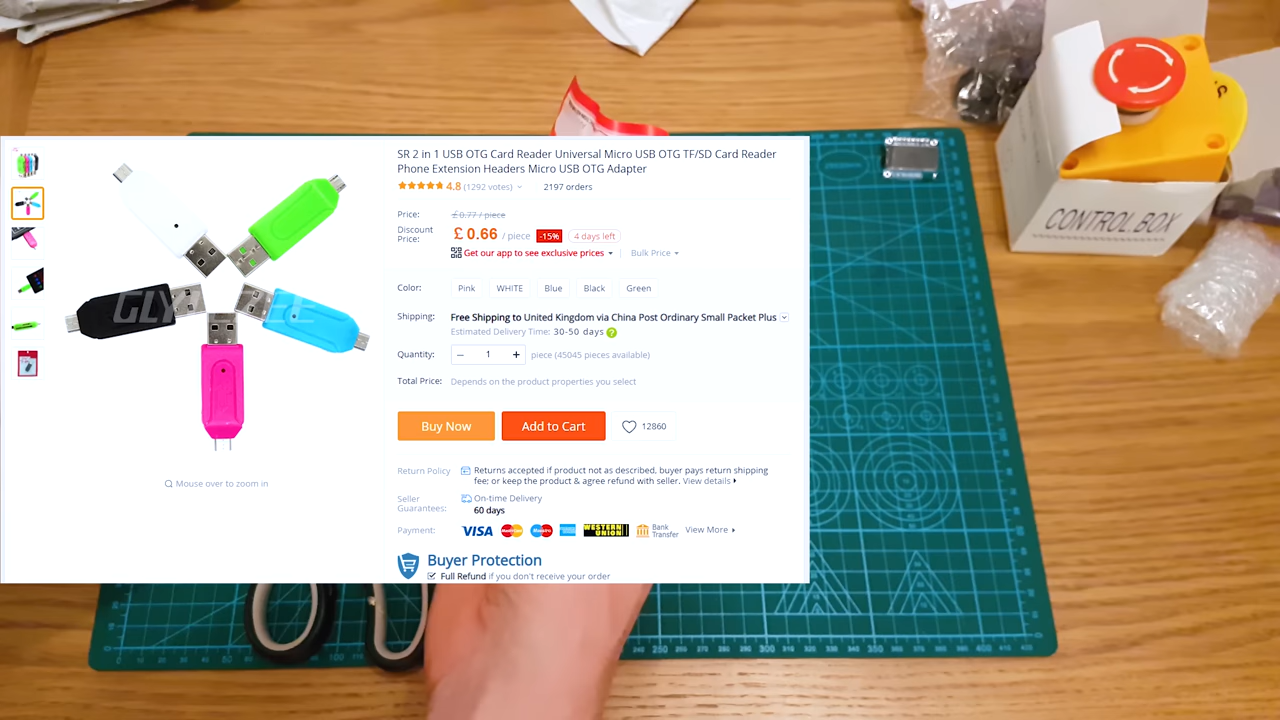 SR 2 in 1 USB OTG Card Reader Universal Micro USB OTG TF/SD Card Reader
Phone Extension Headers Micro USB OTG Adapter
4.8 (1292 votes) 2197 orders
Price: £ 0.77 / piece
Discount
Price:
£ 0.66 / piece -15% 4 days left
Get our app to see exclusive prices Bulk Price
Color: Pink WHITE Blue Black Green
Shipping: Free Shipping to United Kingdom via China Post Ordinary Small Packet Plus
Estimated Delivery Time: 30-50 days ?
Quantity: − 1 + piece (45045 pieces available)
Total Price: Depends on the product properties you select
Buy Now Add to Cart 12860
Mouse over to zoom in
Return Policy Returns accepted if product not as described, buyer pays return shipping
fee; or keep the product & agree refund with seller. View details
Seller
Guarantees:
On-time Delivery
60 days
Payment: VISA MasterCard Maestro WESTERN UNION Bank Transfer View More
Buyer Protection
Full Refund if you don't receive your order
CONTROL BOX
240 250 300 350 400